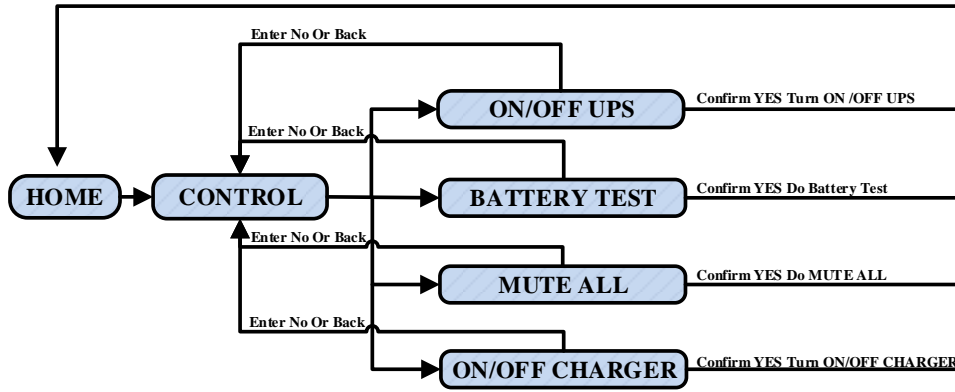 Enter No Or Back
ON/OFF UPS
Confirm YES Turn ON /OFF UPS
Enter No Or Back
HOME
CONTROL
BATTERY TEST
Confirm YES Do Battery Test
Enter No Or Back
MUTE ALL
Confirm YES Do MUTE ALL
Enter No Or Back
ON/OFF CHARGER
Confirm YES Turn ON/OFF CHARGER